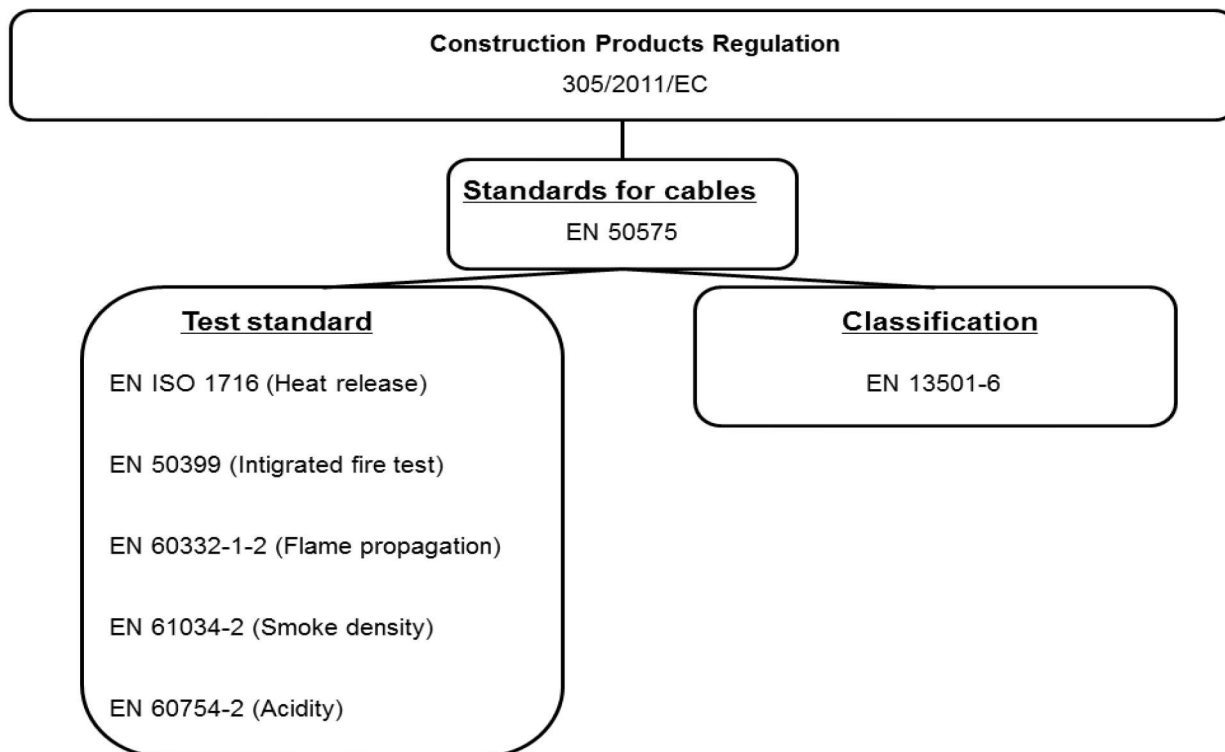 Construction Products Regulation
305/2011/EC
Standards for cables
EN 50575
Test standard
EN ISO 1716 (Heat release)
EN 50399 (Intigrated fire test)
EN 60332-1-2 (Flame propagation)
EN 61034-2 (Smoke density)
EN 60754-2 (Acidity)
Classification
EN 13501-6